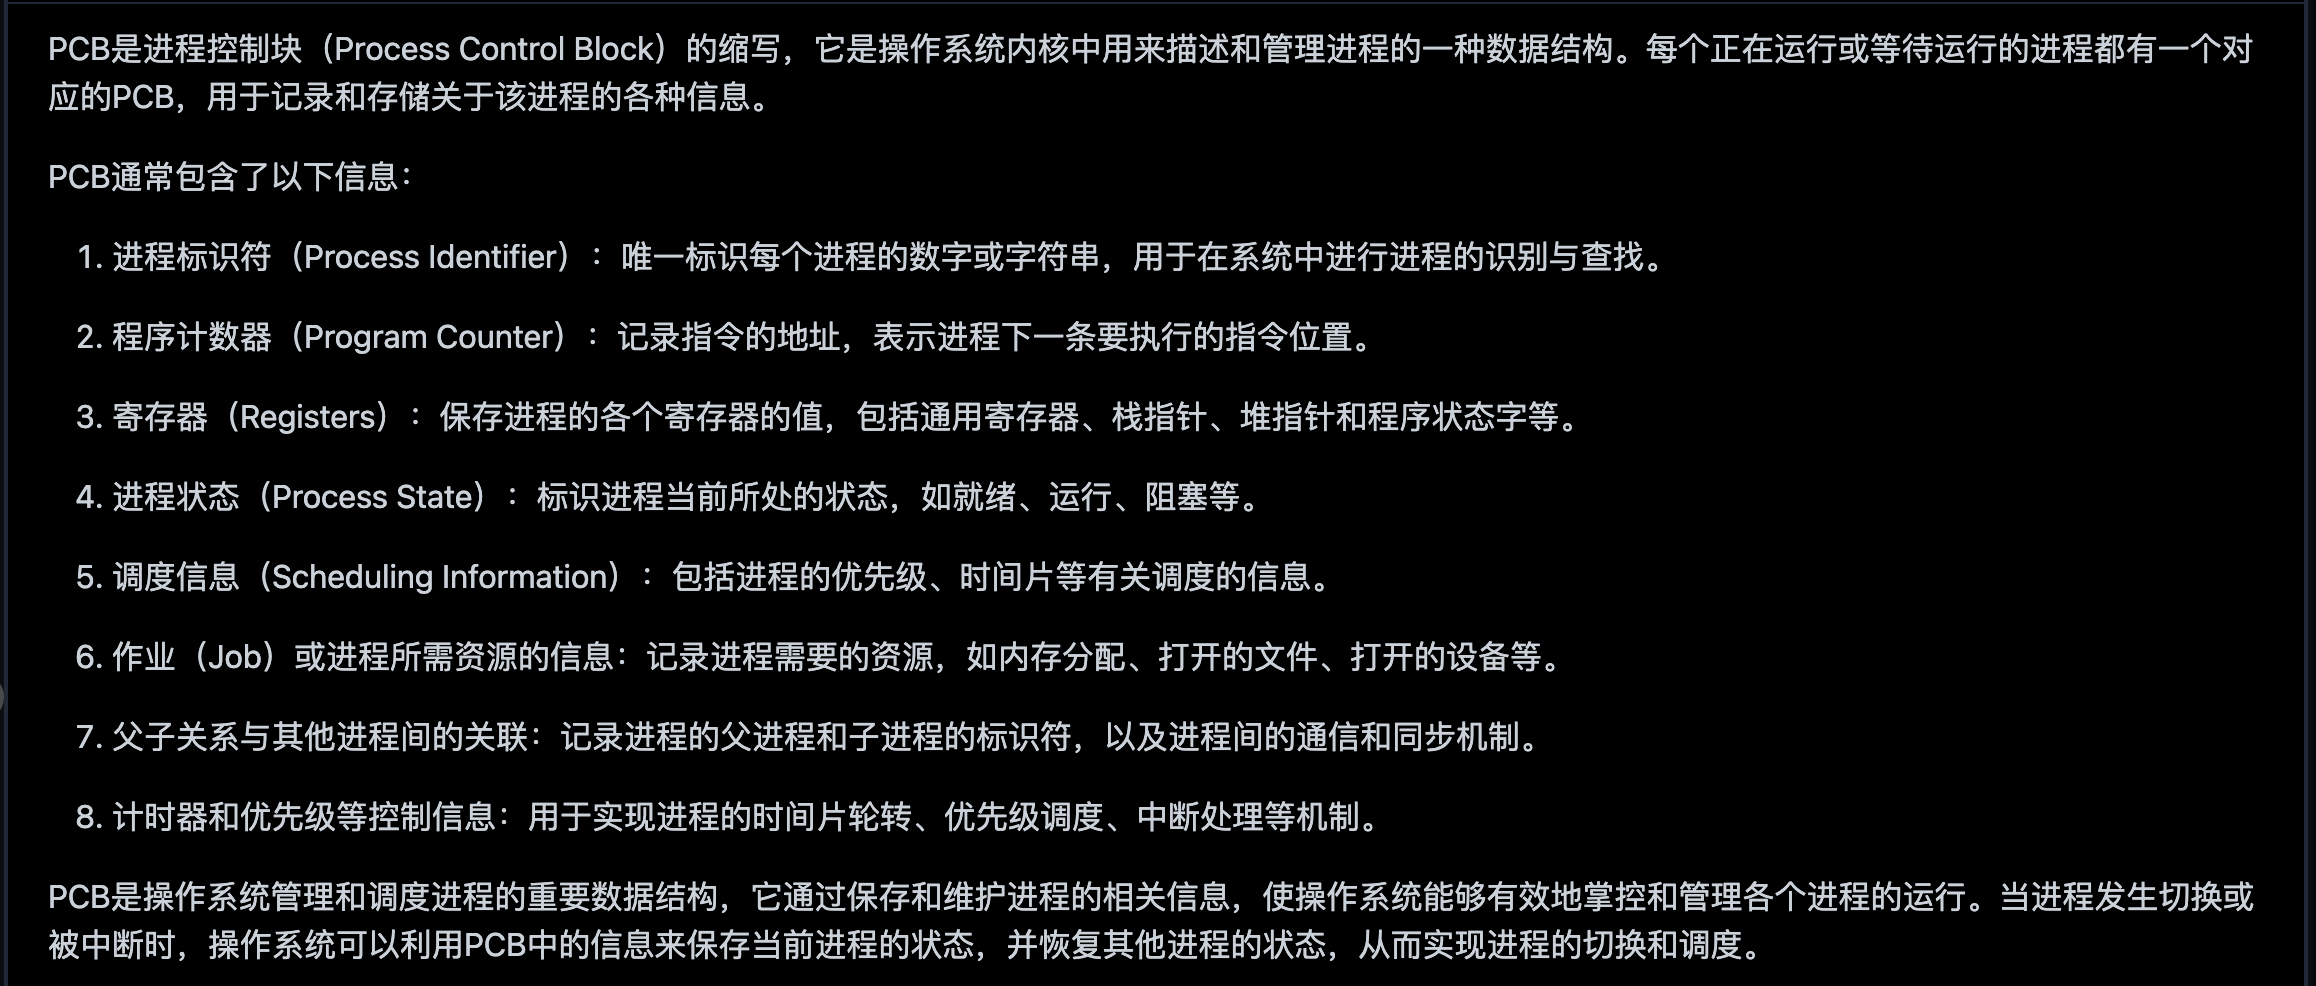 PCB是进程控制块（Process Control Block）的缩写，它是操作系统内核中用来描述和管理进程的一种数据结构。每个正在运行或等待运行的进程都有一个对
应的PCB，用于记录和存储关于该进程的各种信息。
PCB通常包含了以下信息：
1. 进程标识符（Process Identifier）：唯一标识每个进程的数字或字符串，用于在系统中进行进程的识别与查找。
2. 程序计数器（Program Counter）：记录指令的地址，表示进程下一条要执行的指令位置。
3. 寄存器（Registers）：保存进程的各个寄存器的值，包括通用寄存器、栈指针、堆指针和程序状态字等。
4. 进程状态（Process State）：标识进程当前所处的状态，如就绪、运行、阻塞等。
5. 调度信息（Scheduling Information）：包括进程的优先级、时间片等有关调度的信息。
6. 作业（Job）或进程所需资源的信息：记录进程需要的资源，如内存分配、打开的文件、打开的设备等。
7. 父子关系与其他进程间的关联：记录进程的父进程和子进程的标识符，以及进程间的通信和同步机制。
8. 计时器和优先级等控制信息：用于实现进程的时间片轮转、优先级调度、中断处理等机制。
PCB是操作系统管理和调度进程的重要数据结构，它通过保存和维护进程的相关信息，使操作系统能够有效地掌控和管理各个进程的运行。当进程发生切换或
被中断时，操作系统可以利用PCB中的信息来保存当前进程的状态，并恢复其他进程的状态，从而实现进程的切换和调度。